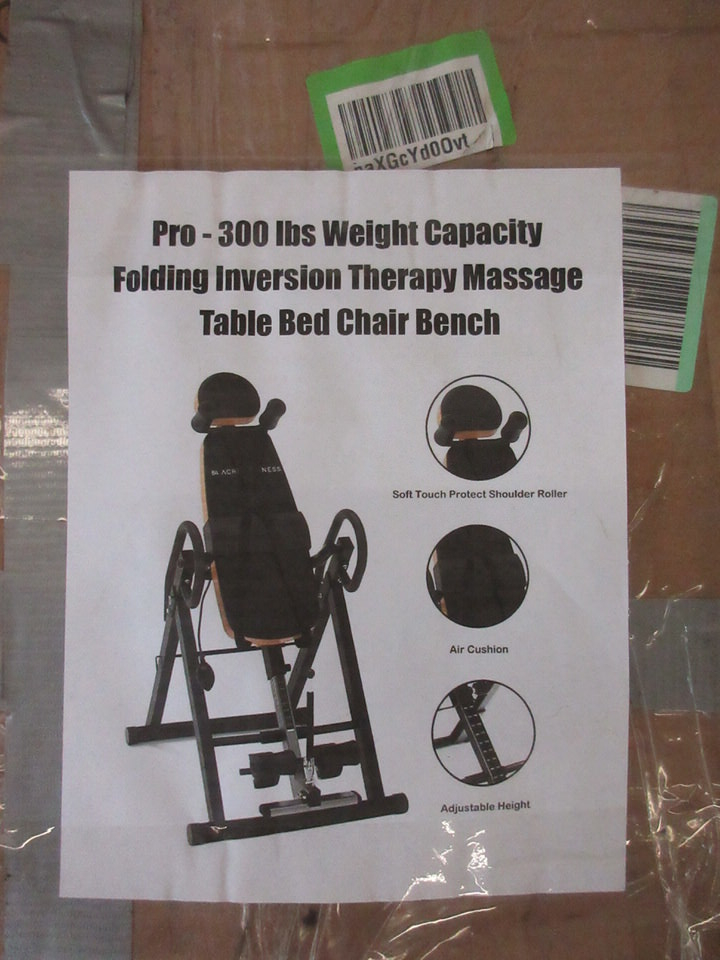 XGcYd0Ovt
Pro - 300 lbs Weight Capacity
Folding Inversion Therapy Massage
Table Bed Chair Bench
Soft Touch Protect Shoulder Roller
Air Cushion
Adjustable Height